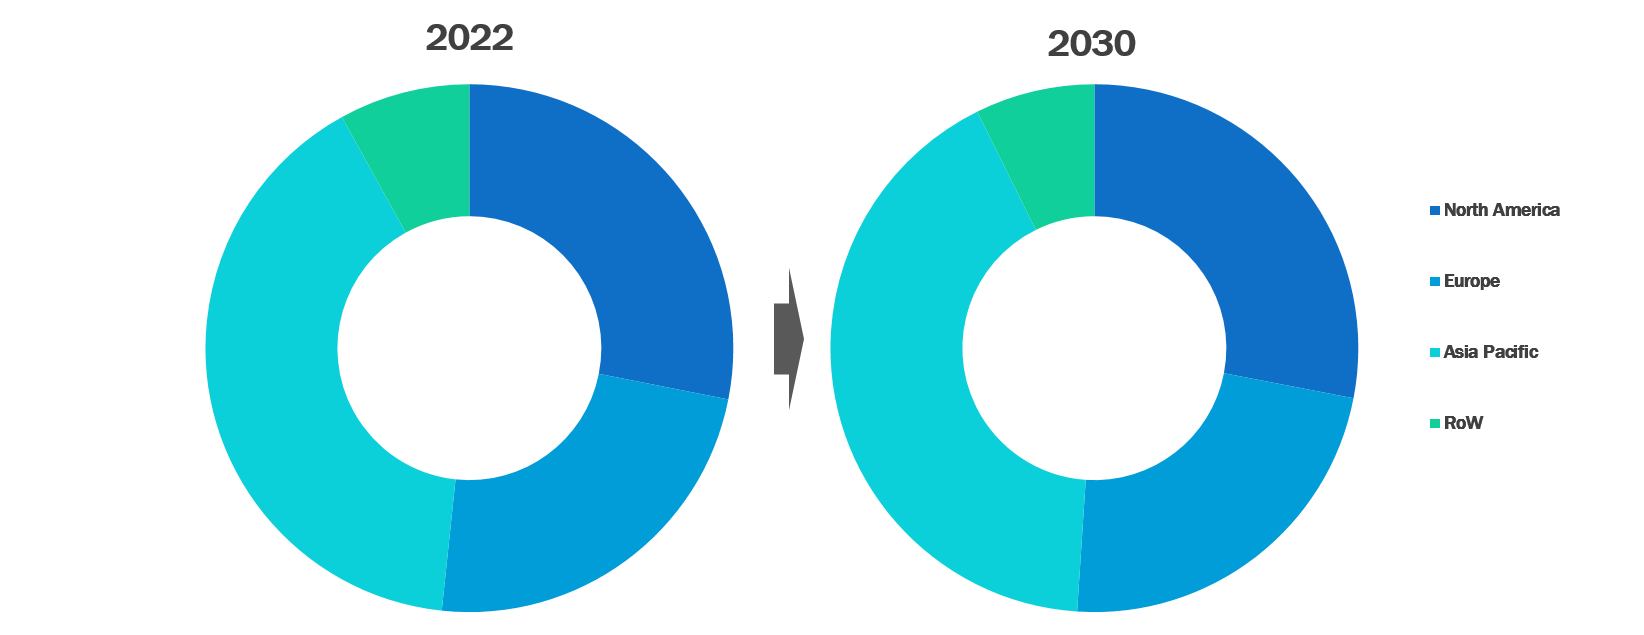 2022
2030
North America
Europe
Asia Pacific
RoW